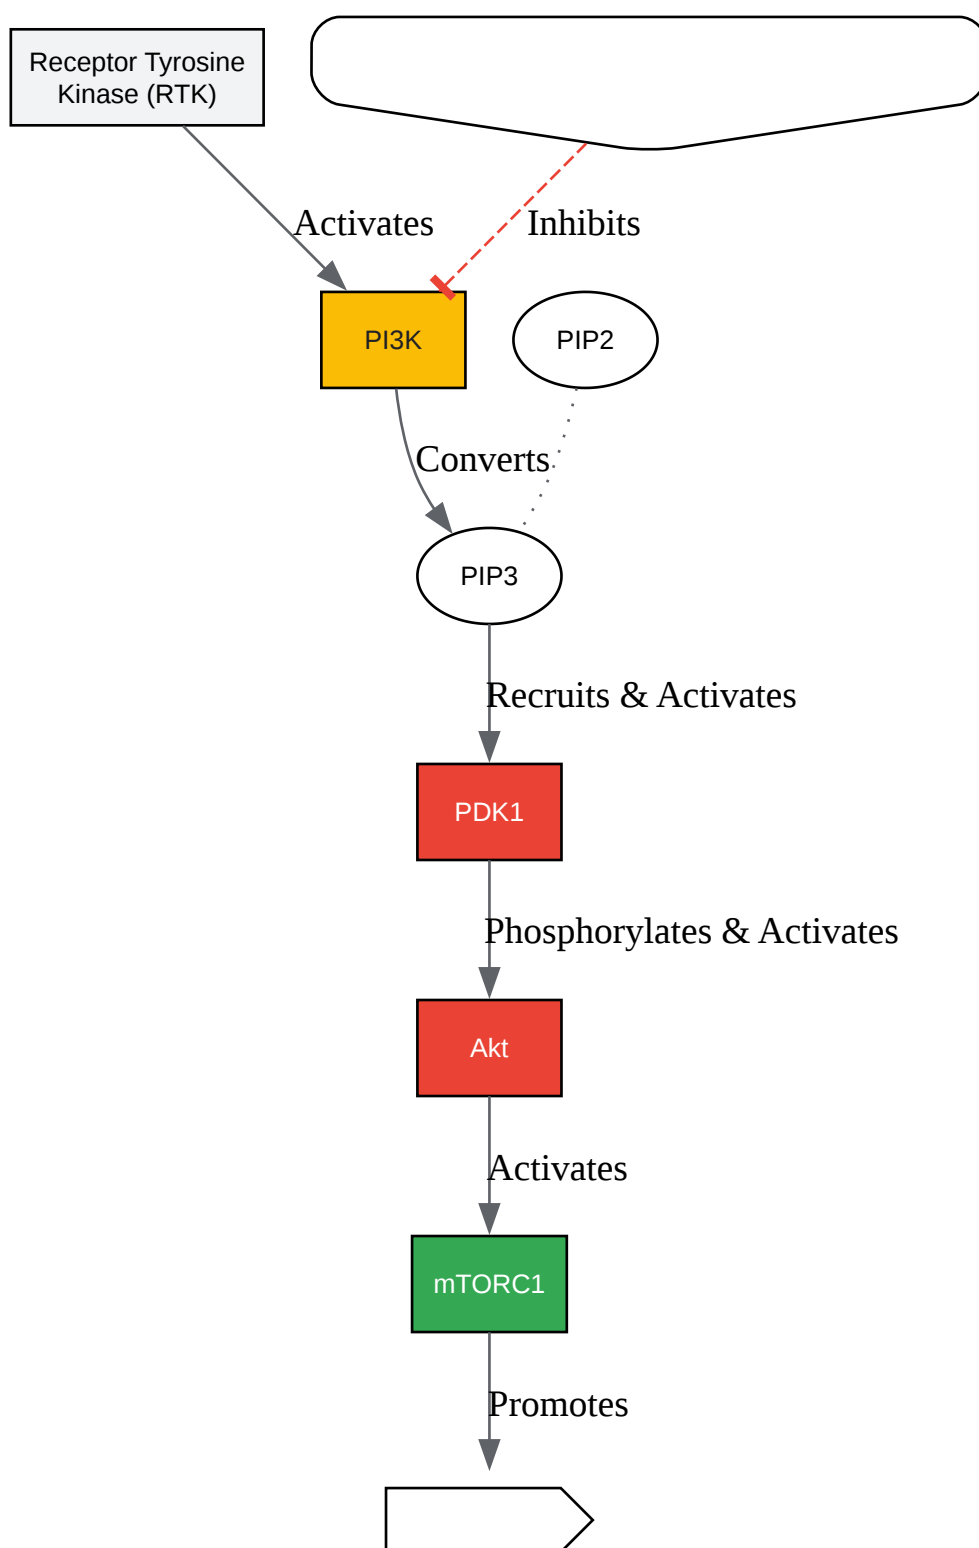 Receptor Tyrosine
Kinase (RTK)
Activates
Inhibits
PI3K
PIP2
Converts
PIP3
Recruits & Activates
PDK1
Phosphorylates & Activates
Akt
Activates
mTORC1
Promotes